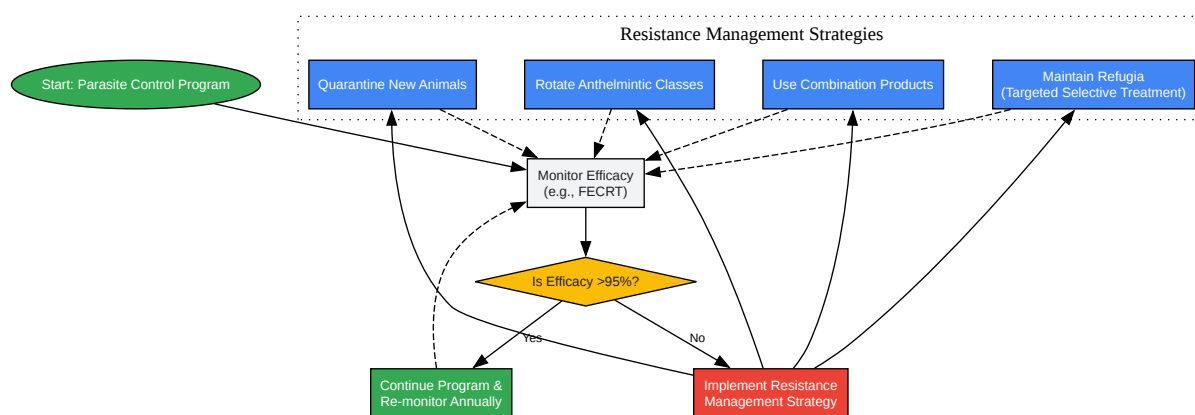 Resistance Management Strategies
Start: Parasite Control Program
Quarantine New Animals
Rotate Anthelmintic Classes
Use Combination Products
Maintain Refugia
(Targeted Selective Treatment)
Monitor Efficacy
(e.g., FECRT)
Is Efficacy >95%?
Yes
No
Continue Program &
Re-monitor Annually
Implement Resistance
Management Strategy